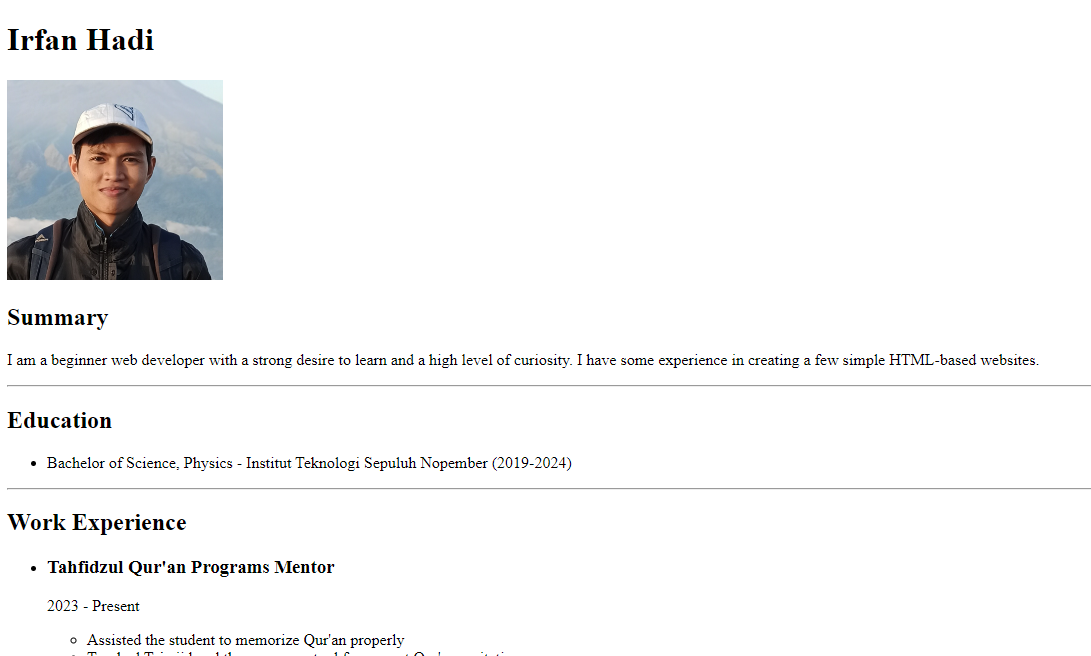 Irfan Hadi
Summary
I am a beginner web developer with a strong desire to learn and a high level of curiosity. I have some experience in creating a few simple HTML-based websites.
Education
Bachelor of Science, Physics - Institut Teknologi Sepuluh Nopember (2019-2024)
Work Experience
Tahfidzul Qur'an Programs Mentor
2023 - Present
Assisted the student to memorize Qur'an properly